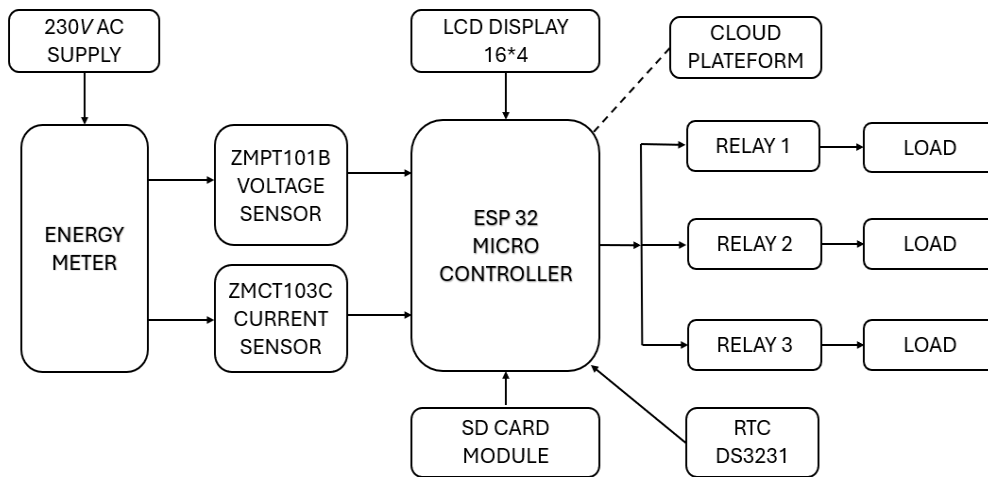 230V AC
SUPPLY
LCD DISPLAY
16*4
CLOUD
PLATEFORM
ENERGY
METER
ZMPT101B
VOLTAGE
SENSOR
ZMCT103C
CURRENT
SENSOR
ESP 32
MICRO
CONTROLLER
RELAY 1
LOAD
RELAY 2
LOAD
RELAY 3
LOAD
SD CARD
MODULE
RTC
DS3231